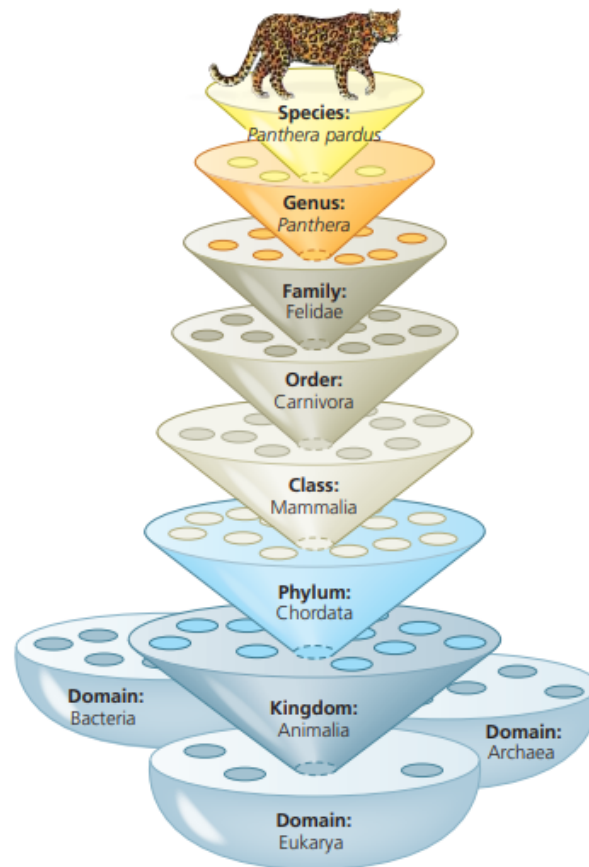 Species:
Panthera pardus
Genus:
Panthera
Family:
Felidae
Order:
Carnivora
Class:
Mammalia
Phylum:
Chordata
Domain:
Bacteria
Kingdom:
Animalia
Domain:
Archaea
Domain:
Eukarya